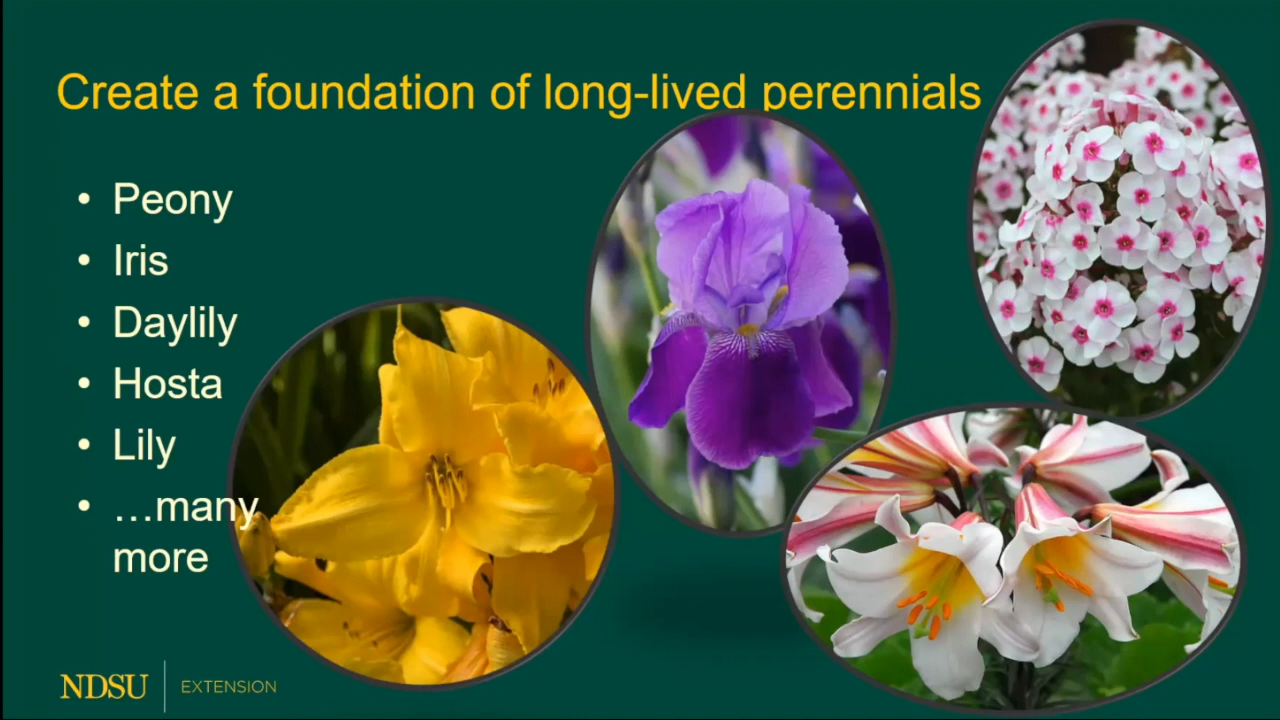 Create a foundation of long-lived perennials
• Peony
• Iris
• Daylily
• Hosta
• Lily
• …many
more
NDSU | EXTENSION